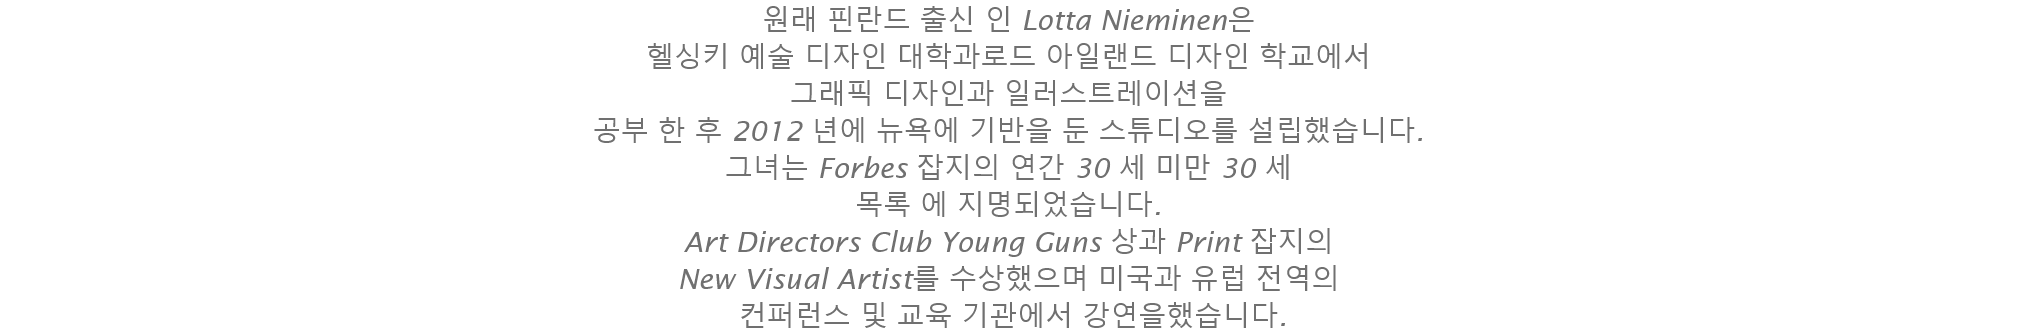 원래 핀란드 출신 인 Lotta Nieminen은
헬싱키 예술 디자인 대학과로드 아일랜드 디자인 학교에서
그래픽 디자인과 일러스트레이션을
공부 한 후 2012 년에 뉴욕에 기반을 둔 스튜디오를 설립했습니다.
그녀는 Forbes 잡지의 연간 30 세 미만 30 세
목록 에 지명되었습니다.
Art Directors Club Young Guns 상과 Print 잡지의
New Visual Artist를 수상했으며 미국과 유럽 전역의
컨퍼런스 및 교육 기관에서 강연을했습니다.